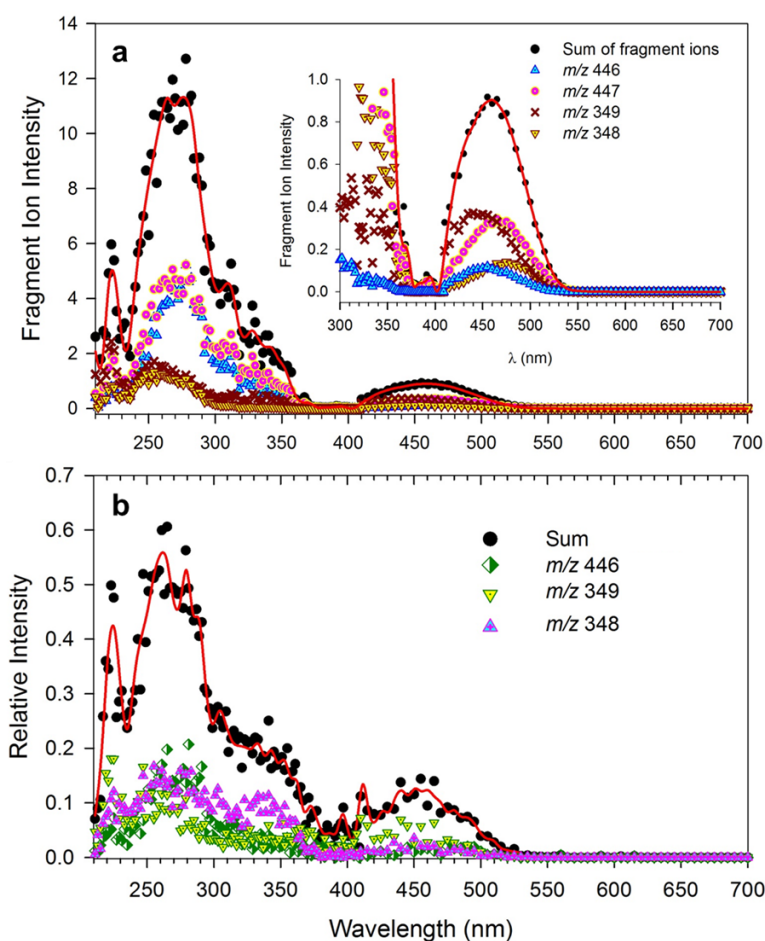 a
Fragment Ion Intensity
14
12
10
8
6
4
2
0
250 300 350 400 450 500 550 600 650 700
Fragment Ion Intensity
1.0
0.8
0.6
0.4
0.2
0.0
300 350 400 450 500 550 600 650 700
λ (nm)
Sum of fragment ions
m/z 446
m/z 447
m/z 349
m/z 348
b
Relative Intensity
0.7
0.6
0.5
0.4
0.3
0.2
0.1
0.0
250 300 350 400 450 500 550 600 650 700
Wavelength (nm)
Sum
m/z 446
m/z 349
m/z 348